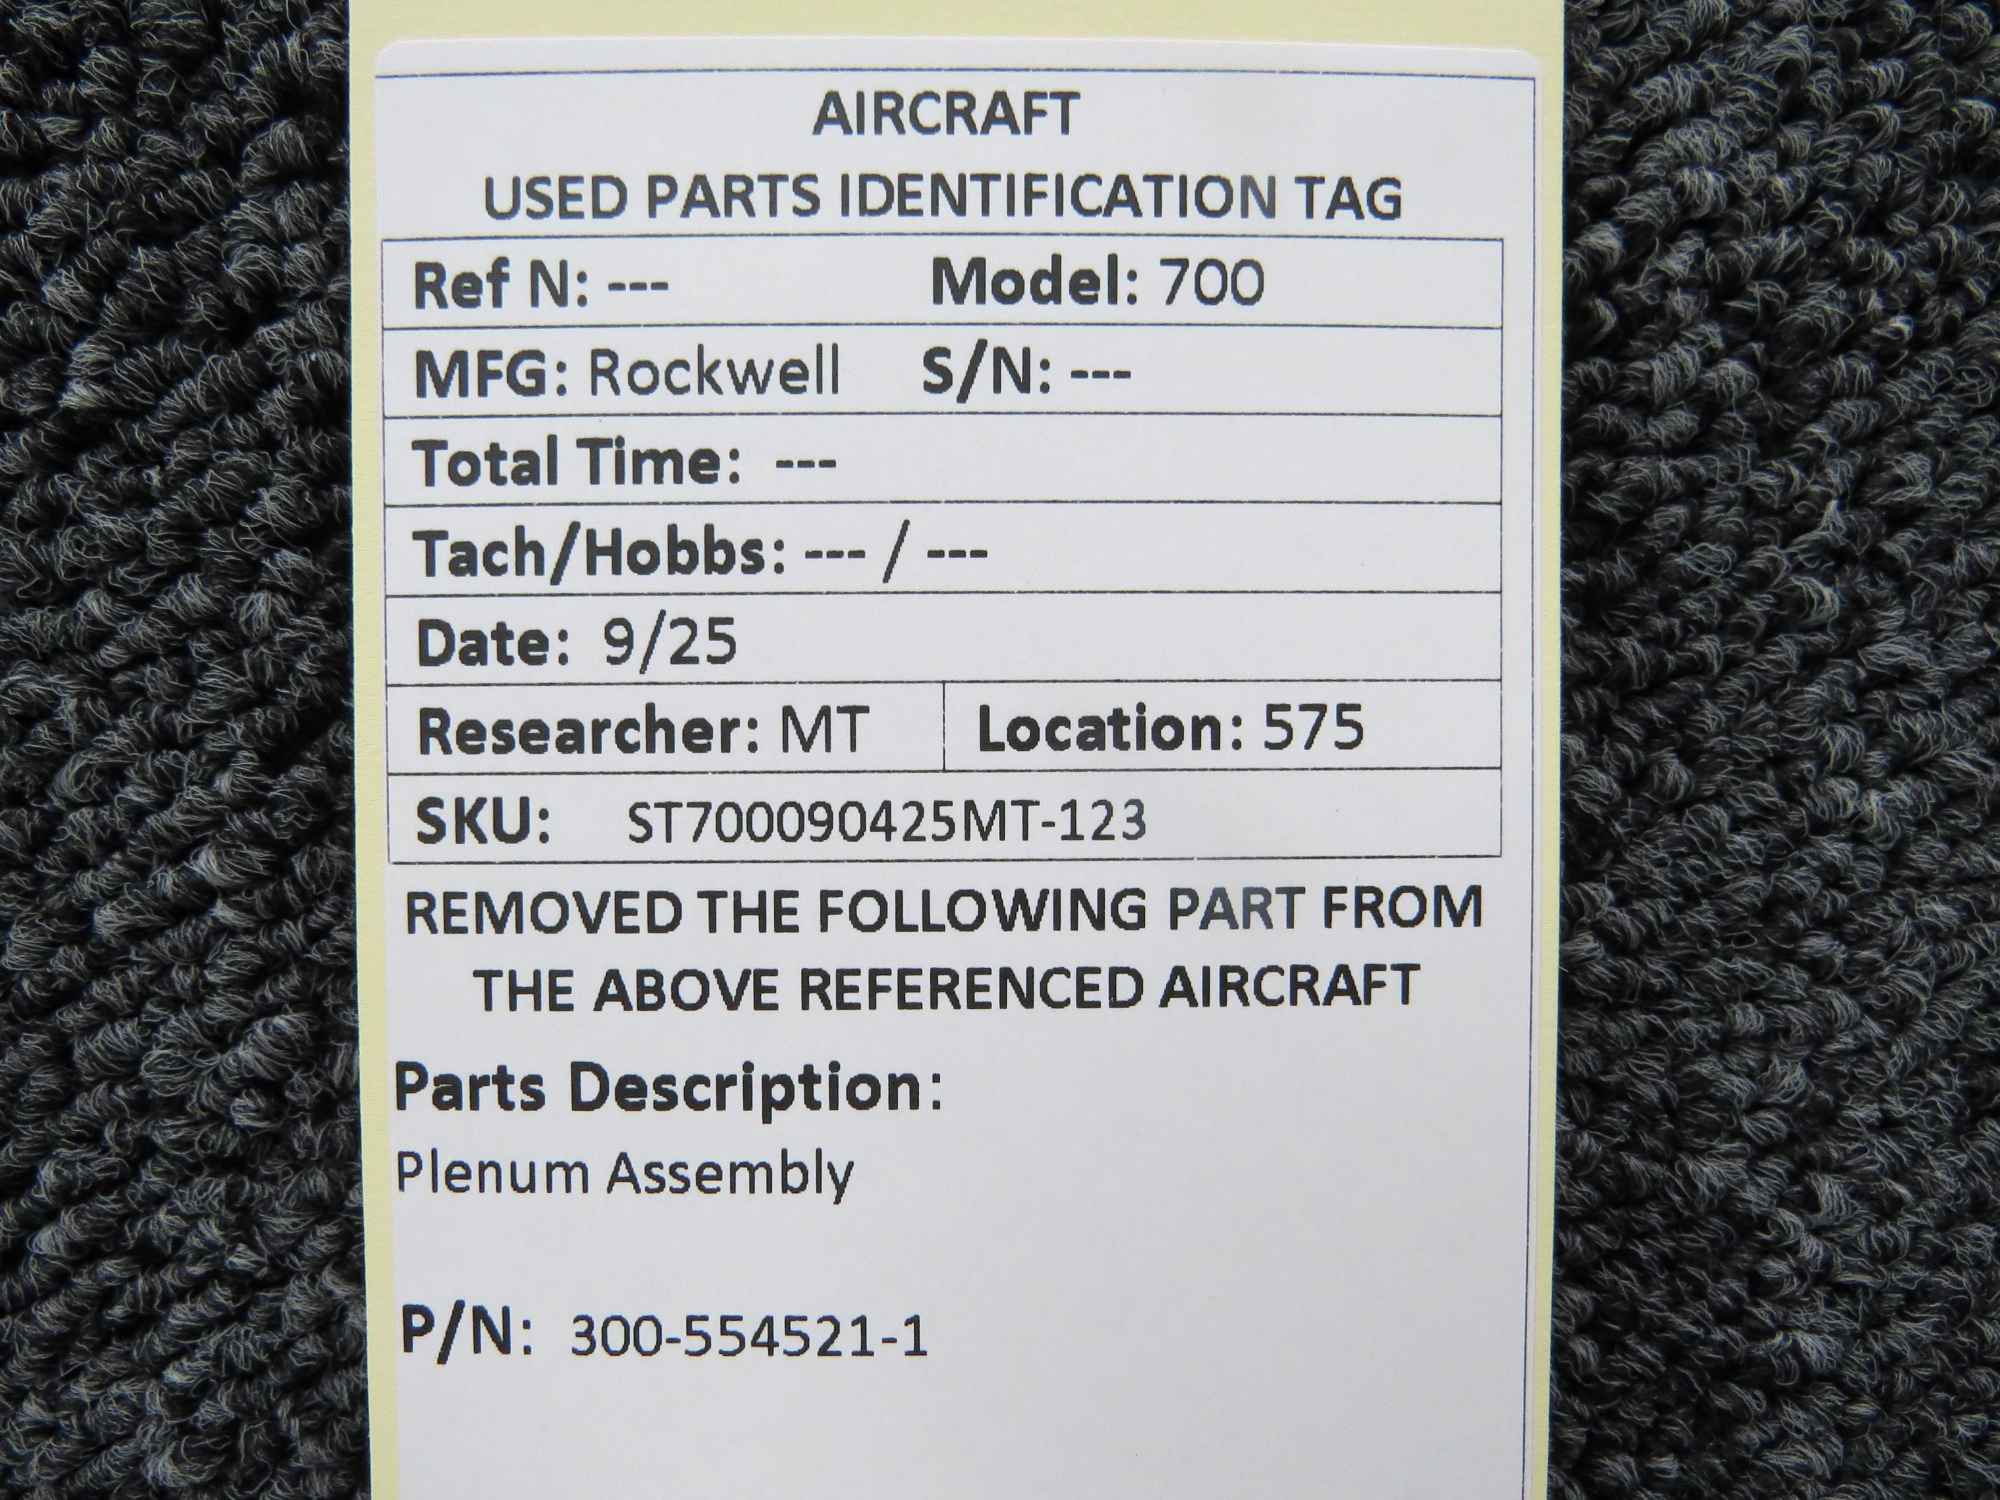 AIRCRAFT
USED PARTS IDENTIFICATION TAG
Ref N: --- Model: 700
MFG: Rockwell S/N: ---
Total Time: ---
Tach/Hobbs: --- / ---
Date: 9/25
Researcher: MT Location: 575
SKU: ST700090425MT-123
REMOVED THE FOLLOWING PART FROM
THE ABOVE REFERENCED AIRCRAFT
Parts Description:
Plenum Assembly
P/N: 300-554521-1